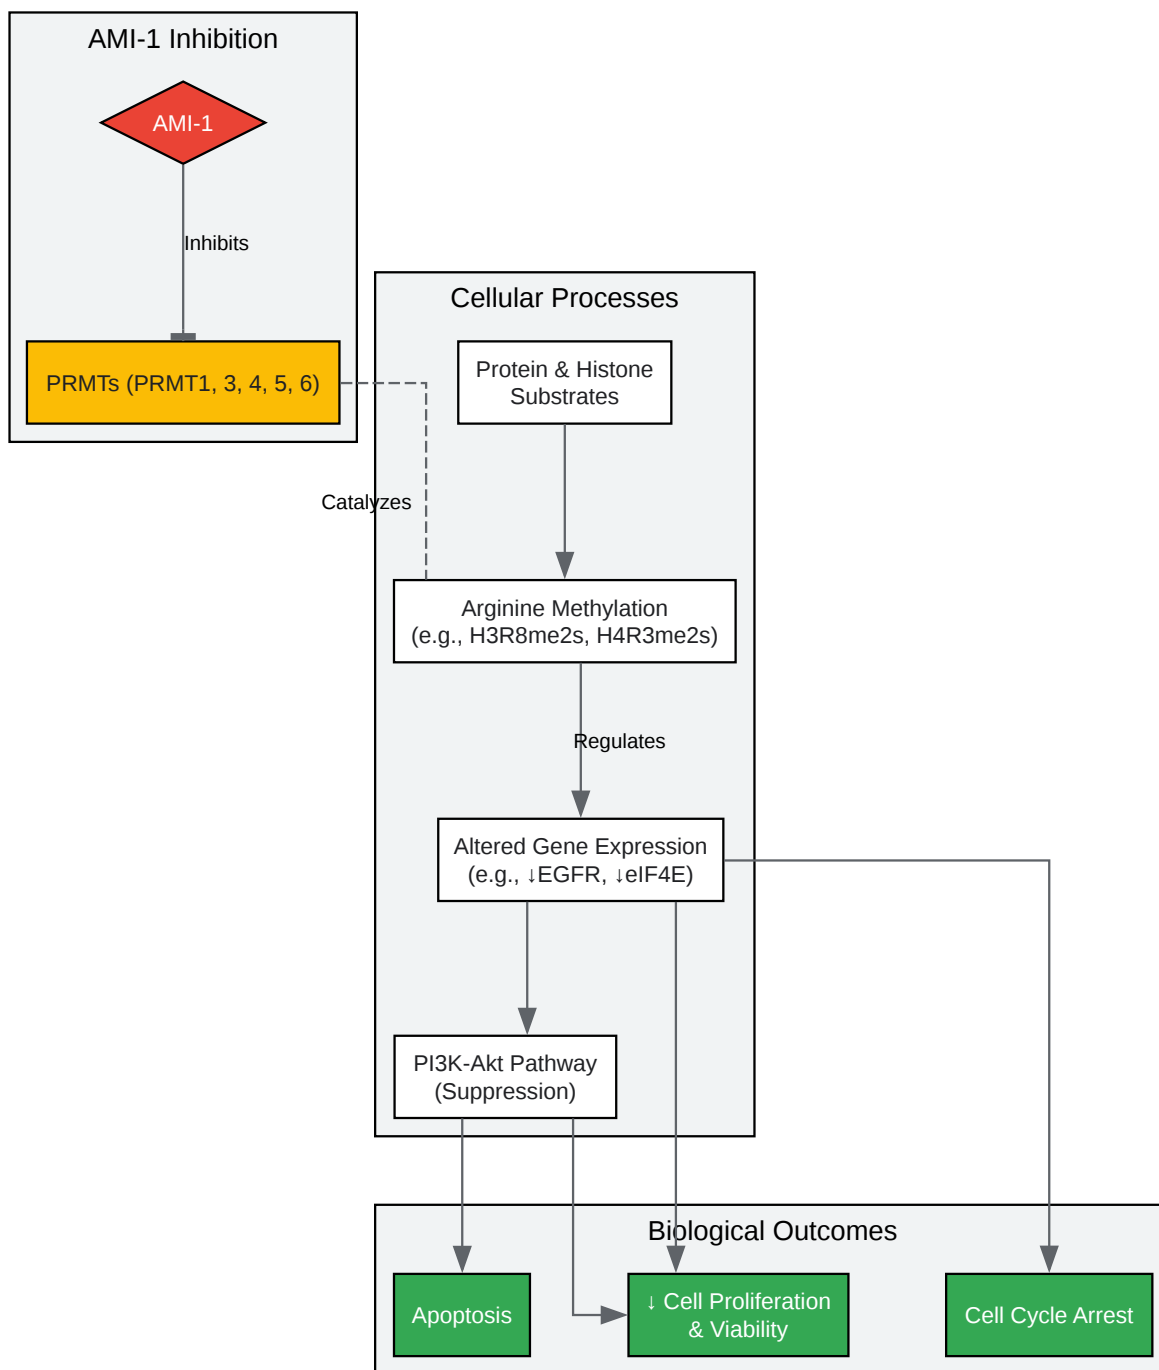 AMI-1 Inhibition
AMI-1
Inhibits
PRMTs (PRMT1, 3, 4, 5, 6)
Cellular Processes
Protein & Histone
Substrates
Catalyzes
Arginine Methylation
(e.g., H3R8me2s, H4R3me2s)
Regulates
Altered Gene Expression
(e.g., ↓EGFR, ↓eIF4E)
PI3K-Akt Pathway
(Suppression)
Biological Outcomes
Apoptosis
↓ Cell Proliferation
& Viability
Cell Cycle Arrest